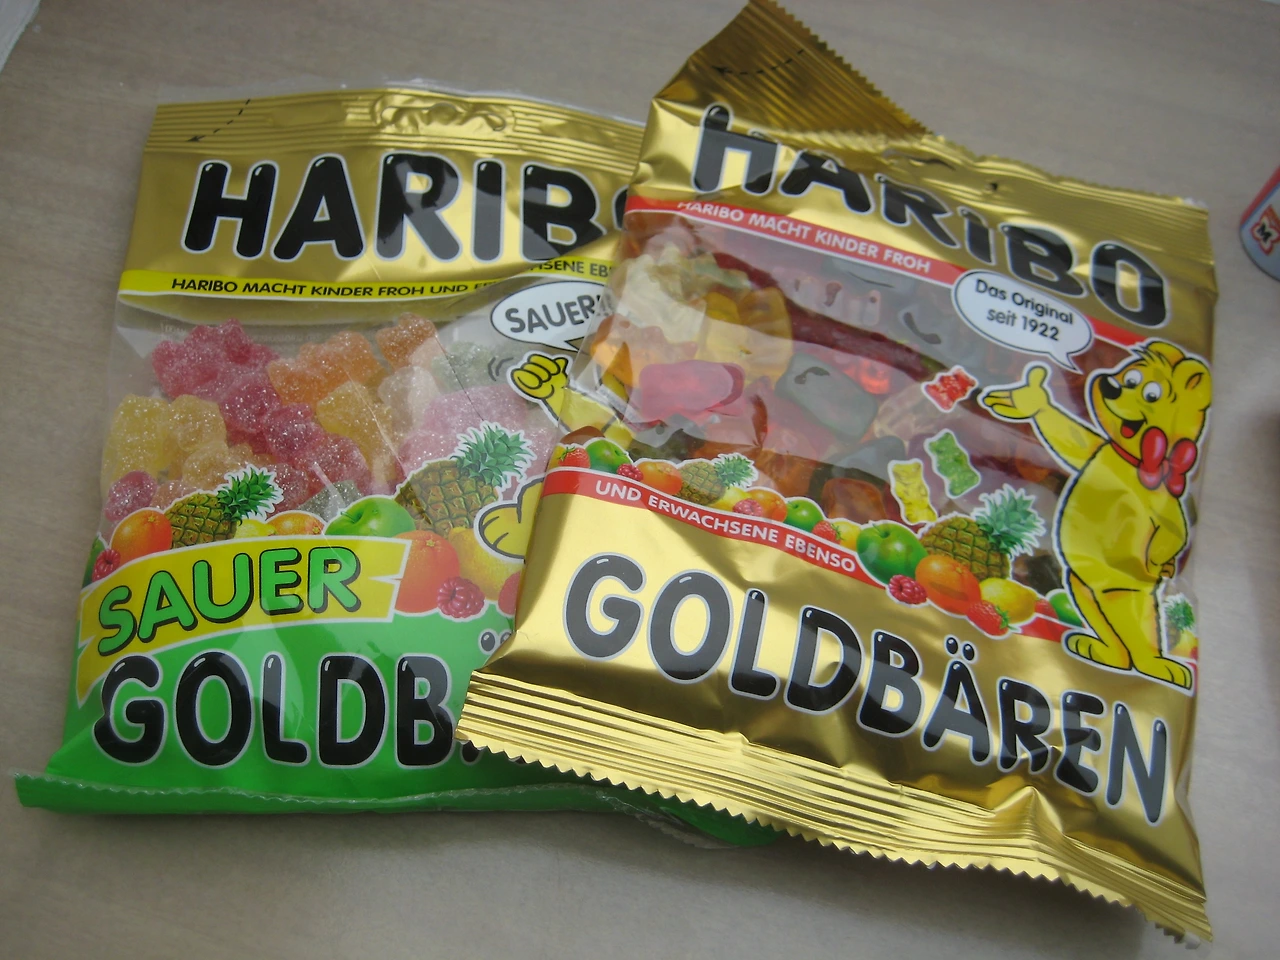 HARIBO
HARIBO MACHT KINDER FROH UND
SAUER!
SAUER
GOLDB
HARIBO
HARIBO MACHT KINDER FROH
Das Original
seit 1922
UND ERWACHSENE EBENSO
GOLDBÄREN
M